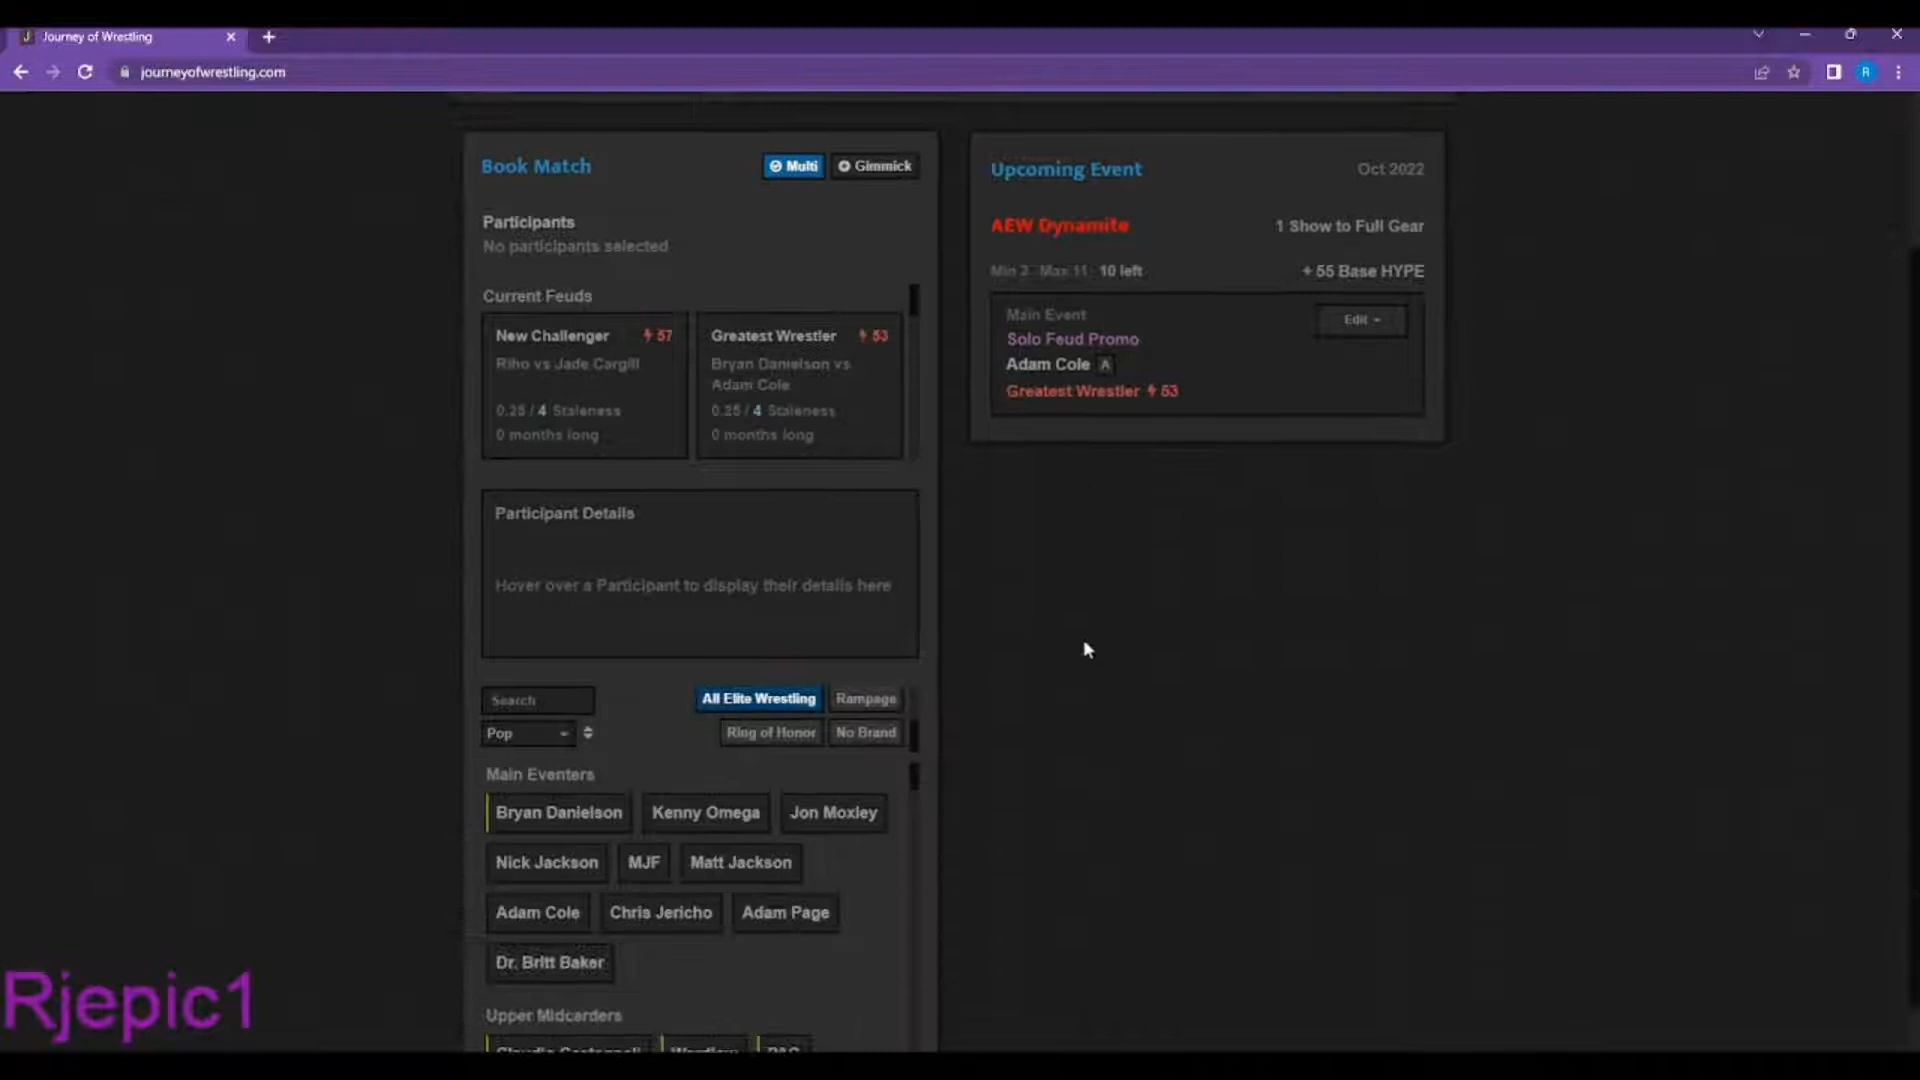 Journey of Wrestling
journeyofwrestling.com
R
Book Match
Multi
Gimmick
Participants
No participants selected
Current Feuds
New Challenger 57
Riho vs Jade Cargill
0.25 / 4 Staleness
0 months long
Greatest Wrestler 53
Bryan Danielson vs
Adam Cole
0.25 / 4 Staleness
0 months long
Participant Details
Hover over a Participant to display their details here
Search
All Elite Wrestling
Rampage
Pop
Ring of Honor
No Brand
Main Eventers
Bryan Danielson
Kenny Omega
Jon Moxley
Nick Jackson
MJF
Matt Jackson
Adam Cole
Chris Jericho
Adam Page
Dr. Britt Baker
Upper Midcarders
Claudio Castagnoli
Wardlow
PAC
Upcoming Event
Oct 2022
AEW Dynamite
1 Show to Full Gear
Min 2 Max 11 10 left
+ 55 Base HYPE
Main Event
Edit
Solo Feud Promo
Adam Cole A
Greatest Wrestler 53
Rjepic1